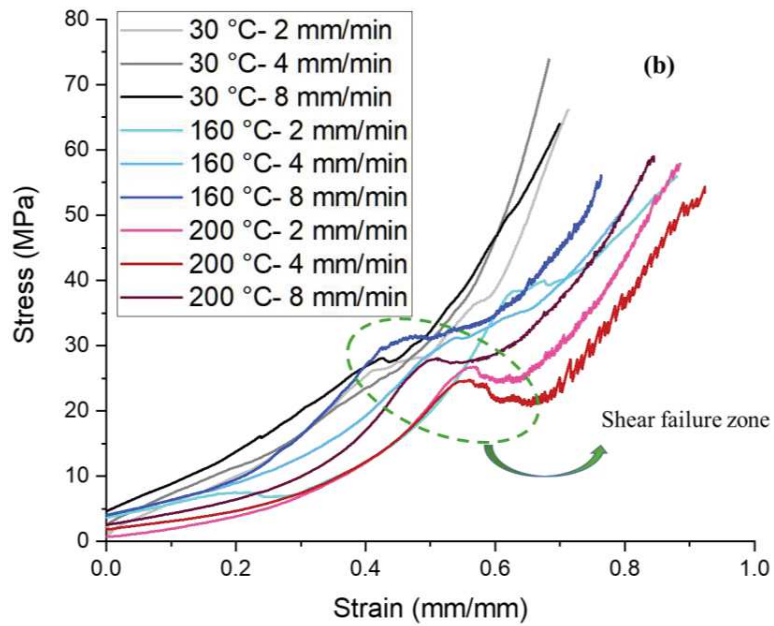 80
70
60
50
40
30
20
10
0
Stress (MPa)
30 °C- 2 mm/min
30 °C- 4 mm/min
30 °C- 8 mm/min
160 °C- 2 mm/min
160 °C- 4 mm/min
160 °C- 8 mm/min
200 °C- 2 mm/min
200 °C- 4 mm/min
200 °C- 8 mm/min
(b)
Shear failure zone
0.0 0.2 0.4 0.6 0.8 1.0
Strain (mm/mm)